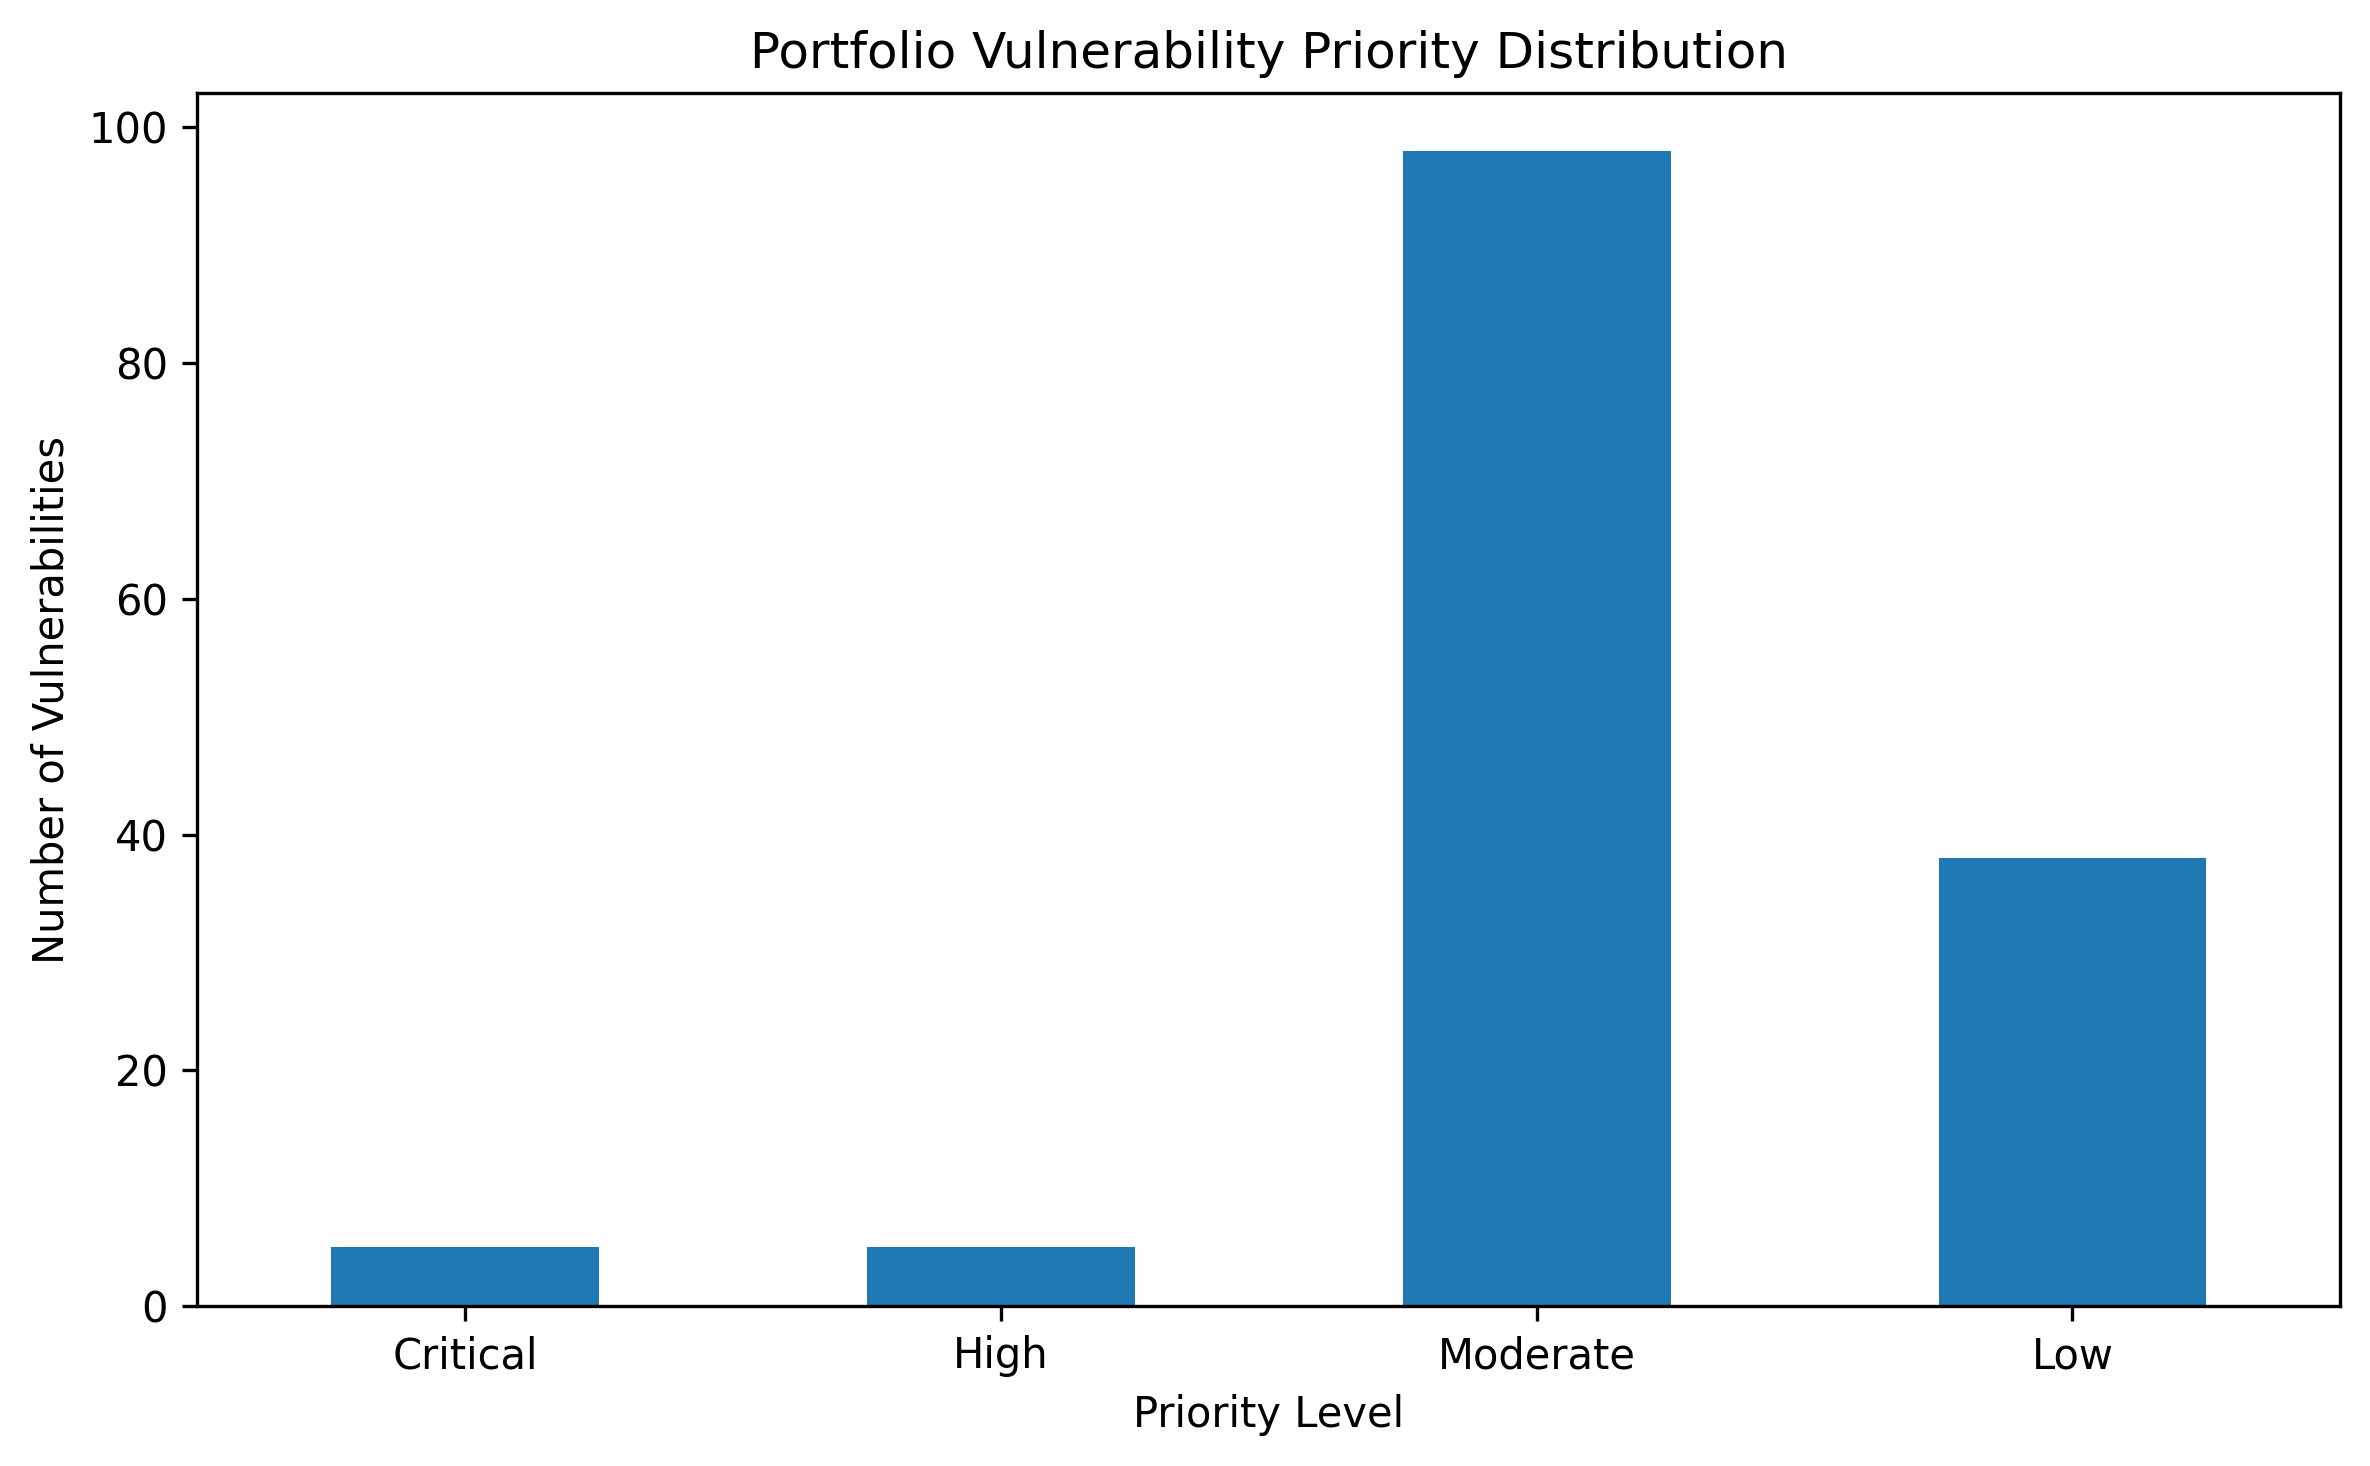 Portfolio Vulnerability Priority Distribution
100
80
60
40
20
0
Number of Vulnerabilities
Critical
High
Moderate
Low
Priority Level